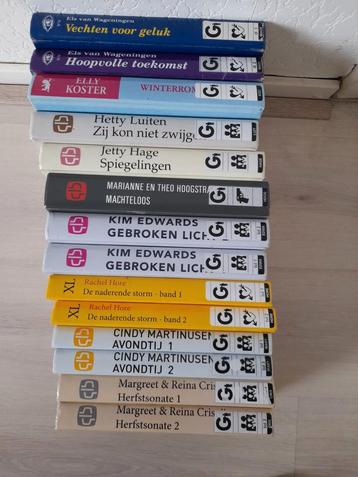 Els van Wageningen
Vechten voor geluk
Els van Wageningen
Hoopvolle toekomst
ELLY
KOSTER
WINTERROM
Hetty Luiten
Zij kon niet zwijge
Jetty Hage
Spiegelingen
MARIANNE EN THEO HOOGSTRA
MACHTELOOS
KIM EDWARDS
GEBROKEN LICHT
KIM EDWARDS
GEBROKEN LICHT
XL
Rachel Hore
De naderende storm - band 1
XL
Rachel Hore
De naderende storm - band 2
CINDY MARTINUSEN
AVONDTIJ 1
CINDY MARTINUSEN
AVONDTIJ 2
Margreet & Reina Cris
Herfstsonate 1
Margreet & Reina Cris
Herfstsonate 2